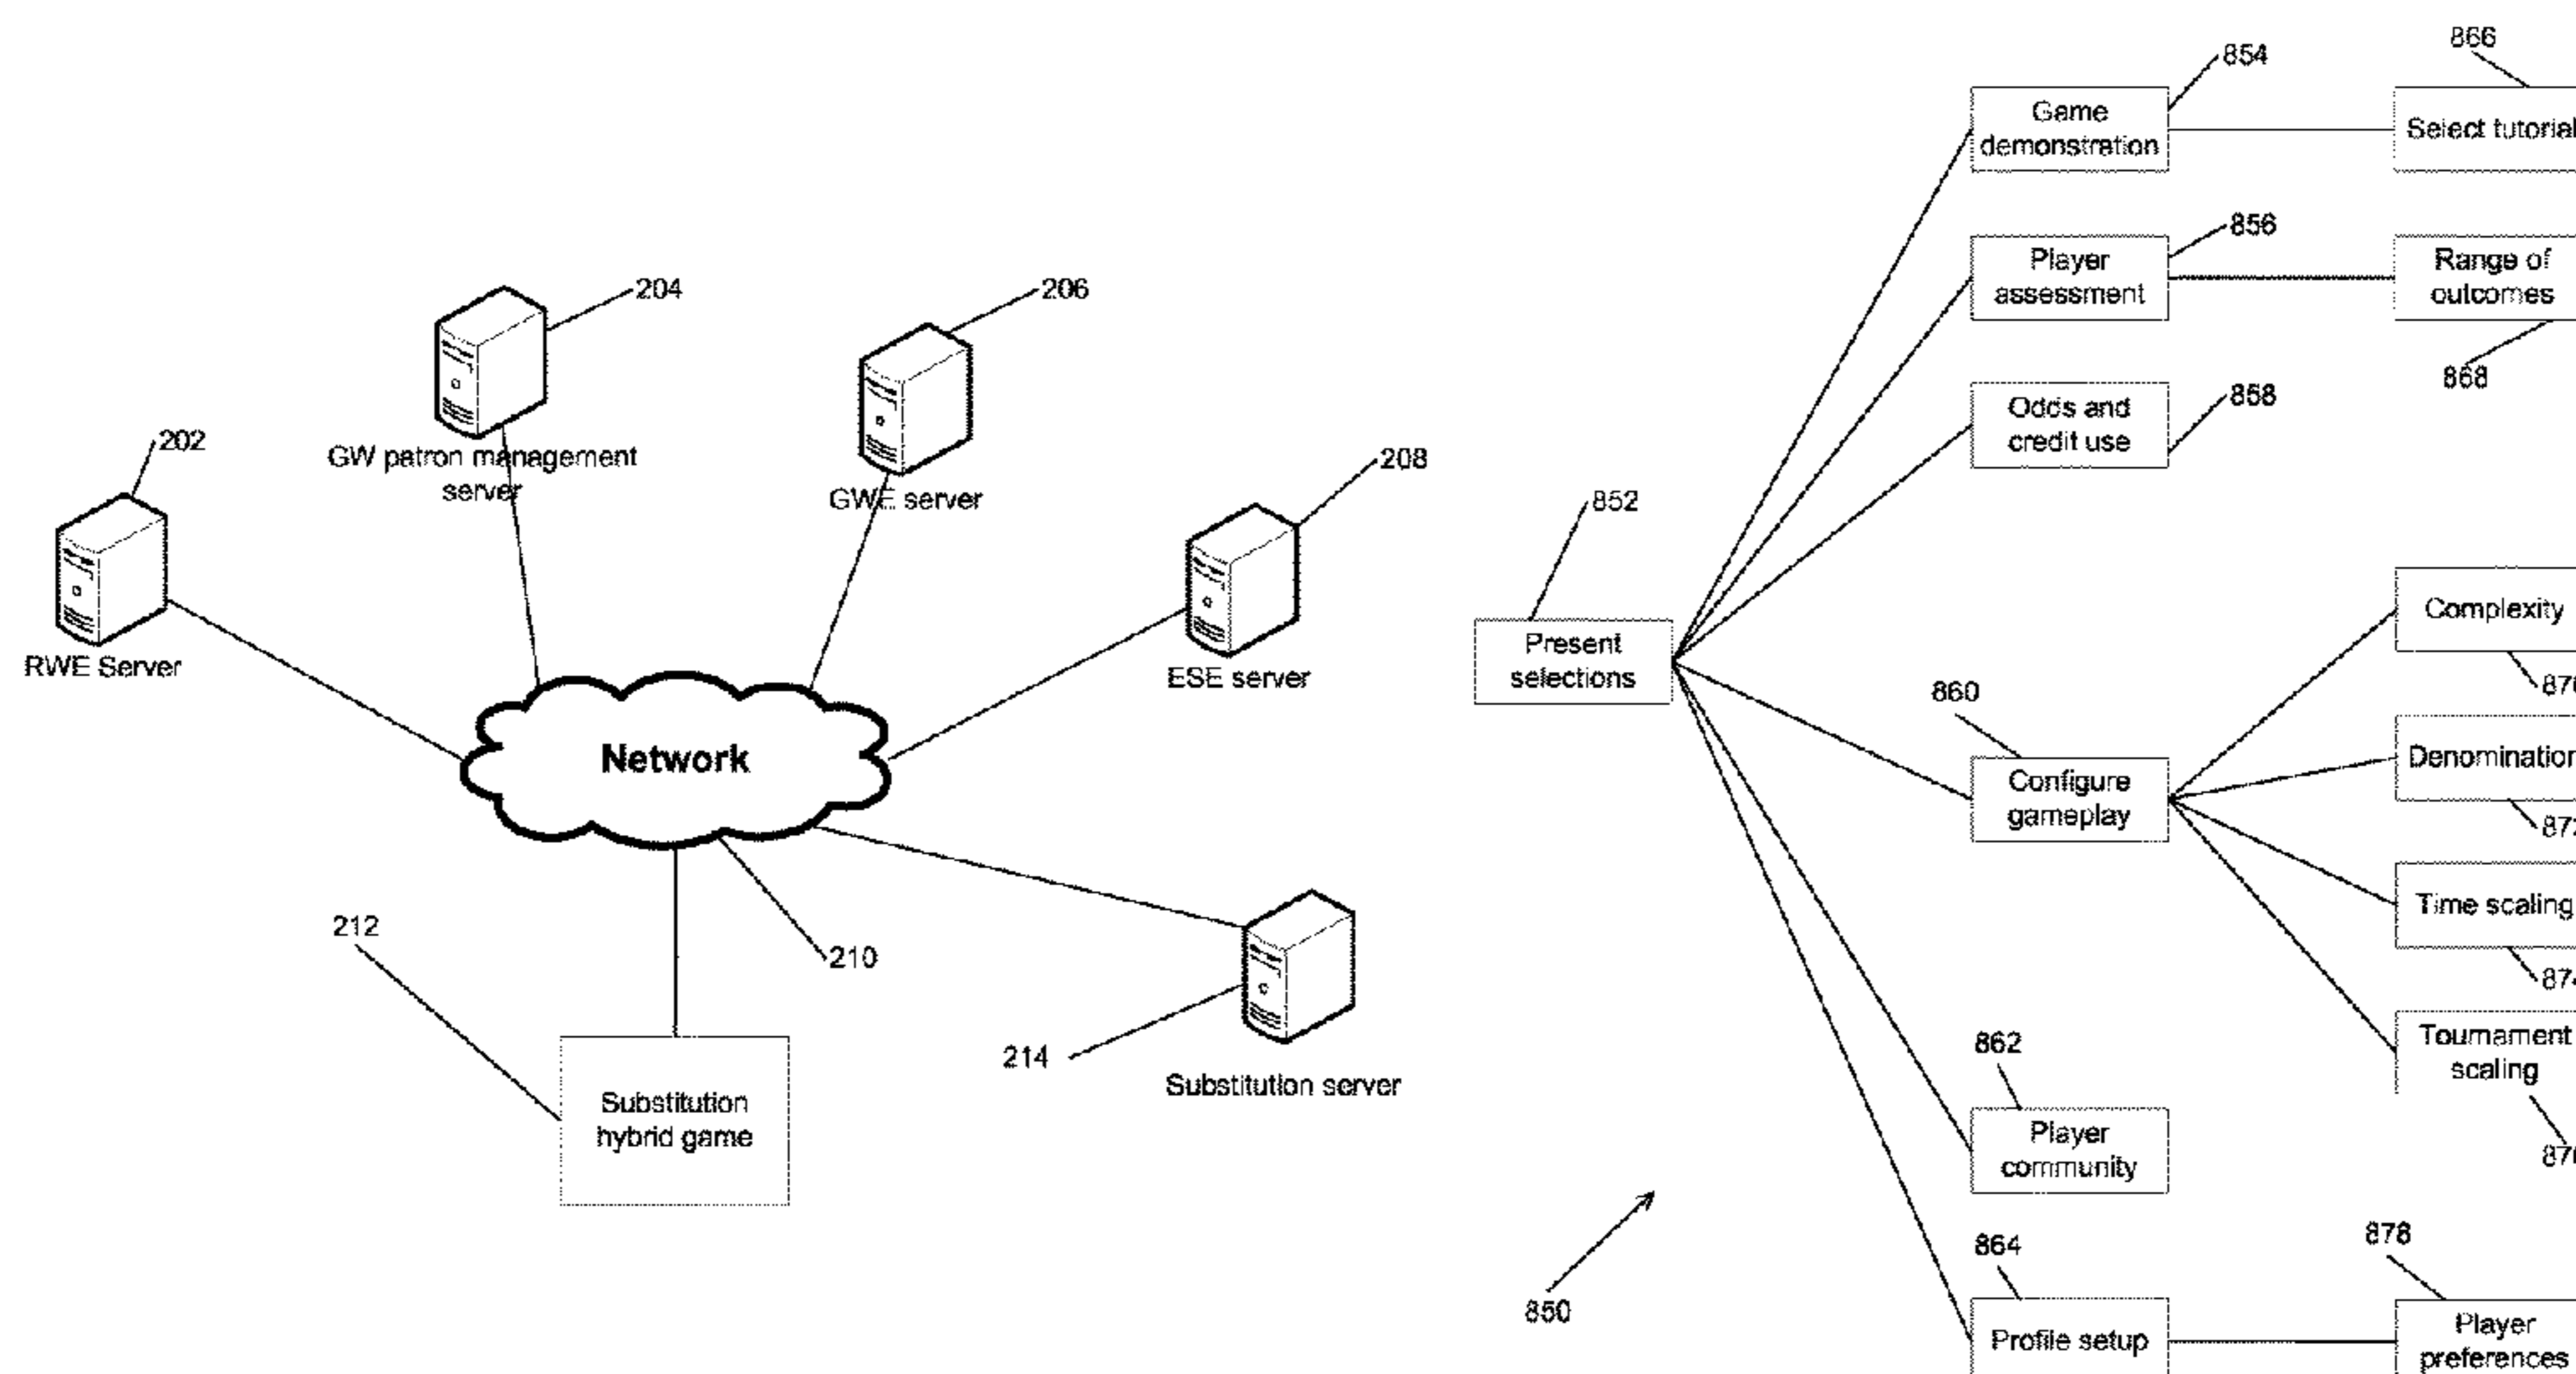 204
GW patron management
server
206
GWE server
202
RWE Server
208
ESE server
Network
210
212
Substitution
hybrid game
214
Substitution server
850
852
Present
selections
854
Game
demonstration
866
Select tutorial
856
Player
assessment
Range of
outcomes
868
858
Odds and
credit use
860
Configure
gameplay
Complexity
Denomination
Time scaling
Tournament
scaling
862
Player
community
864
Profile setup
878
Player
preferences